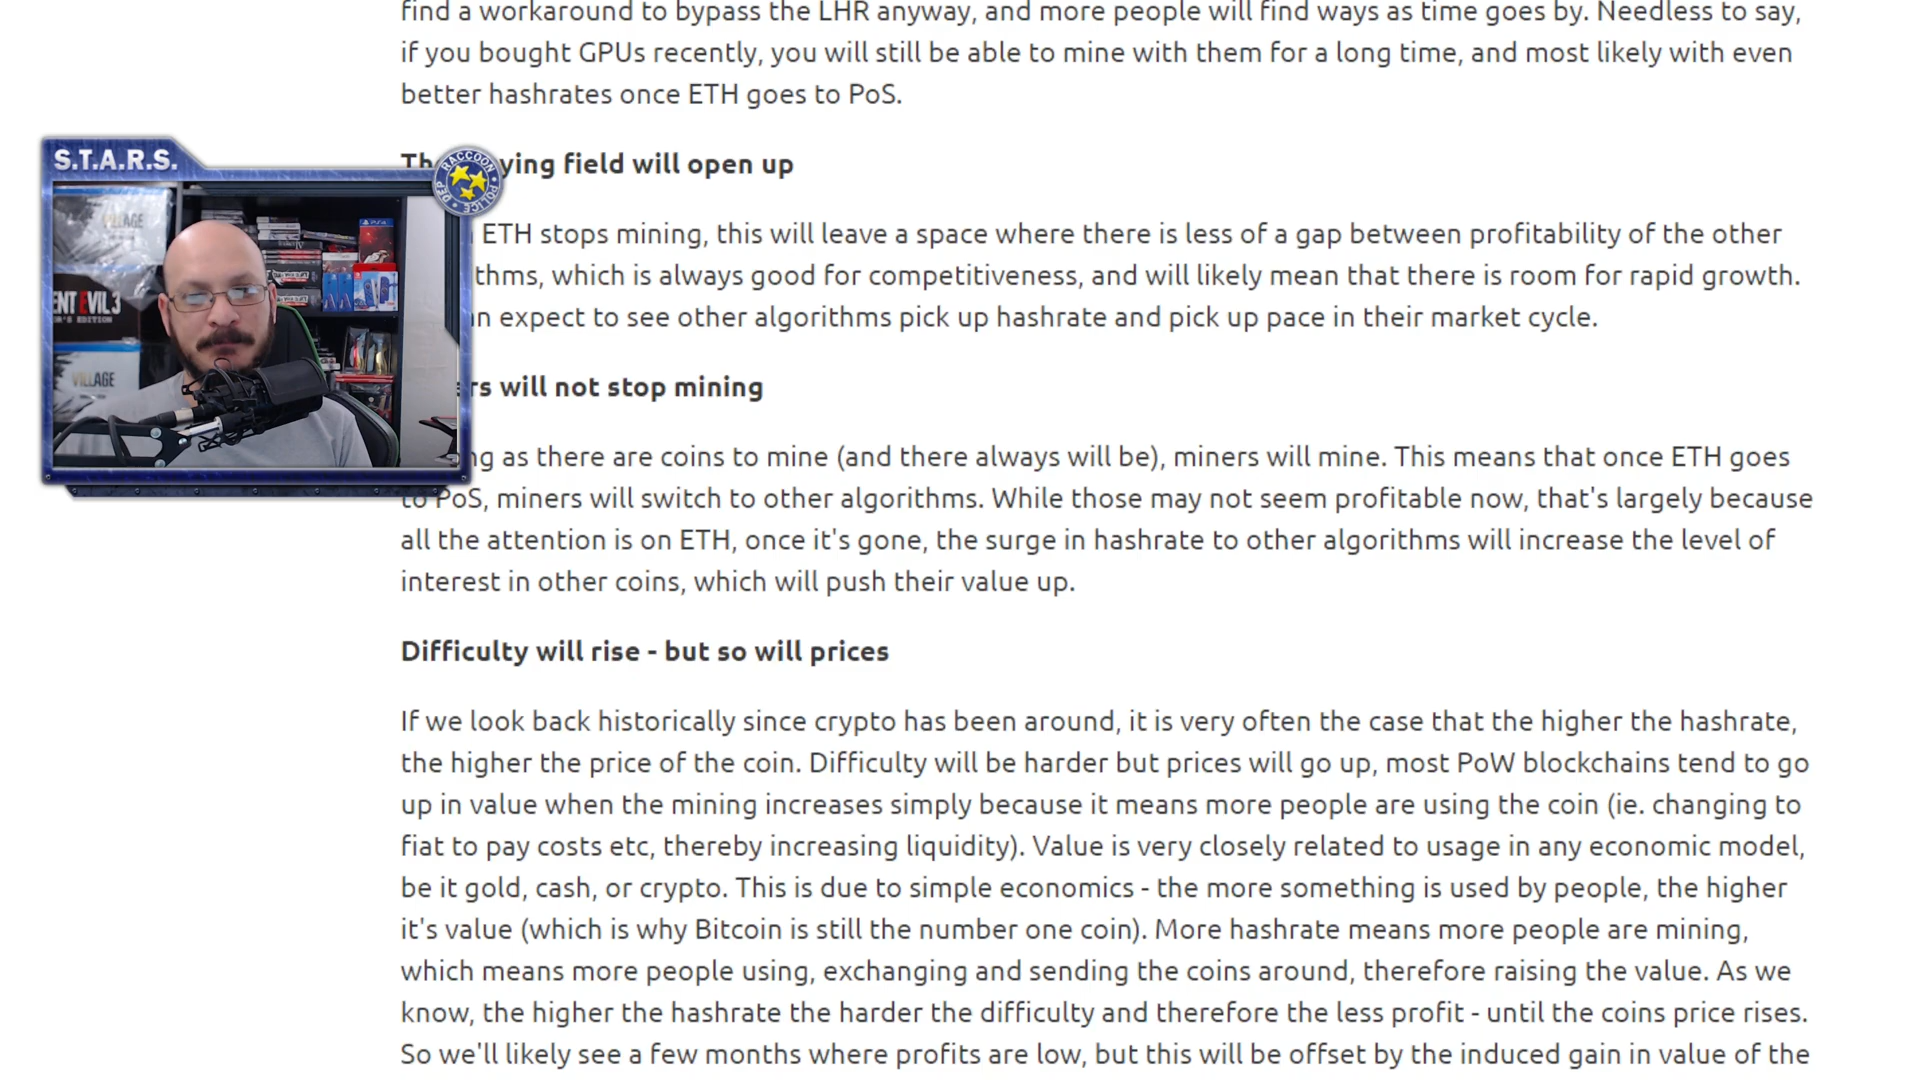 find a workaround to bypass the LHR anyway, and more people will find ways as time goes by. Needless to say,
if you bought GPUs recently, you will still be able to mine with them for a long time, and most likely with even
better hashrates once ETH goes to PoS.
S.T.A.R.S.
RACCOON POLICE DEP
ying field will open up
ETH stops mining, this will leave a space where there is less of a gap between profitability of the other
thms, which is always good for competitiveness, and will likely mean that there is room for rapid growth.
n expect to see other algorithms pick up hashrate and pick up pace in their market cycle.
rs will not stop mining
ng as there are coins to mine (and there always will be), miners will mine. This means that once ETH goes
to PoS, miners will switch to other algorithms. While those may not seem profitable now, that's largely because
all the attention is on ETH, once it's gone, the surge in hashrate to other algorithms will increase the level of
interest in other coins, which will push their value up.
Difficulty will rise - but so will prices
If we look back historically since crypto has been around, it is very often the case that the higher the hashrate,
the higher the price of the coin. Difficulty will be harder but prices will go up, most PoW blockchains tend to go
up in value when the mining increases simply because it means more people are using the coin (ie. changing to
fiat to pay costs etc, thereby increasing liquidity). Value is very closely related to usage in any economic model,
be it gold, cash, or crypto. This is due to simple economics - the more something is used by people, the higher
it's value (which is why Bitcoin is still the number one coin). More hashrate means more people are mining,
which means more people using, exchanging and sending the coins around, therefore raising the value. As we
know, the higher the hashrate the harder the difficulty and therefore the less profit - until the coins price rises.
So we'll likely see a few months where profits are low, but this will be offset by the induced gain in value of the
LLAGE
NT EVIL 3
VILLAGE
PS4